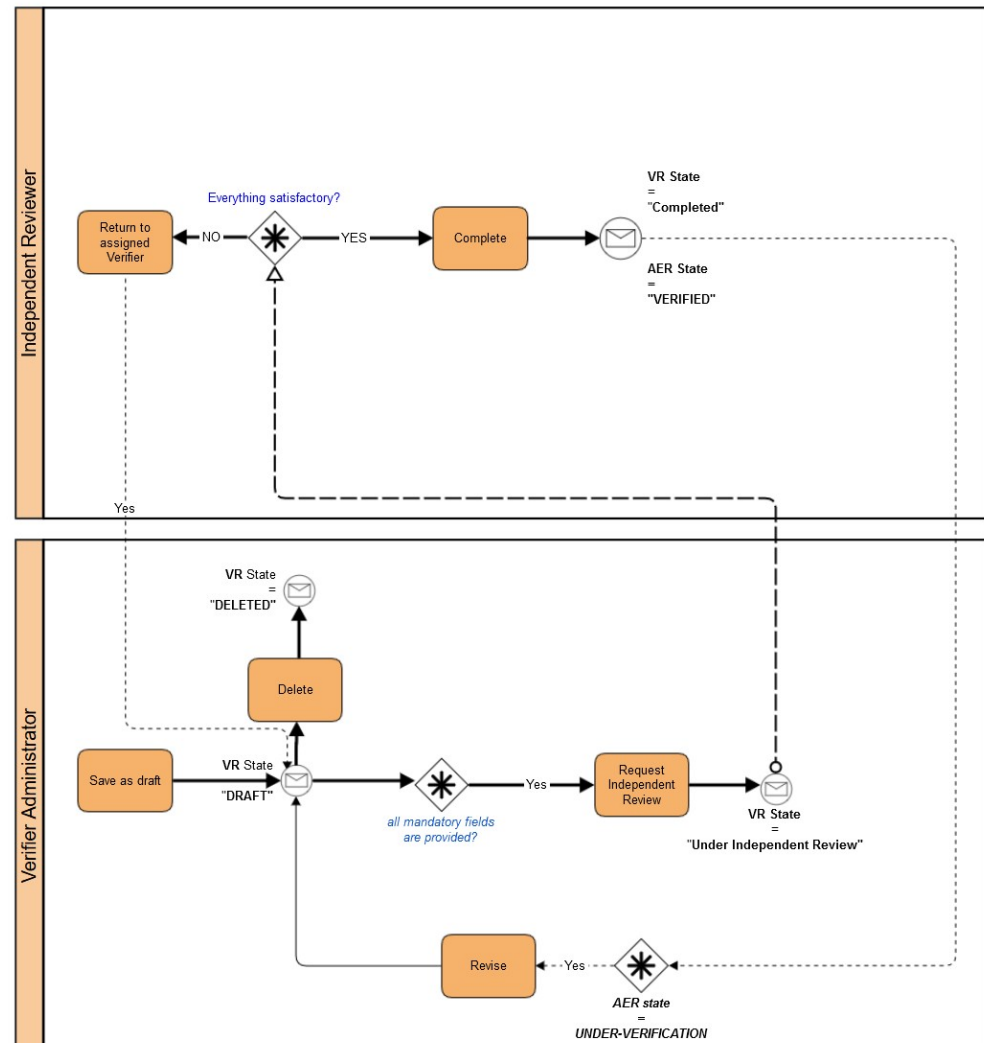 Independent Reviewer
Everything satisfactory?
Return to
assigned
Verifier
NO
YES
Complete
VR State
=
"Completed"
AER State
=
"VERIFIED"
Yes
Verifier Administrator
VR State
=
"DELETED"
Delete
Save as draft
VR State
=
"DRAFT"
all mandatory fields
are provided?
Yes
Request
Independent
Review
VR State
=
"Under Independent Review"
Revise
Yes
AER state
=
UNDER-VERIFICATION